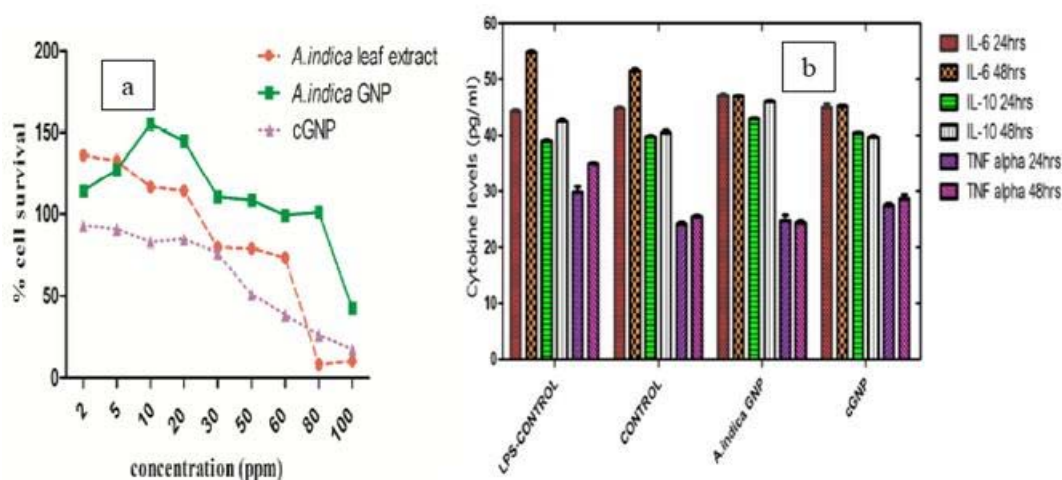 a
A.indica leaf extract
A.indica GNP
cGNP
% cell survival
200
150
100
50
0
2 5 10 20 30 50 60 80 100
concentration (ppm)
b
IL-6 24hrs
IL-6 48hrs
IL-10 24hrs
IL-10 48hrs
TNF alpha 24hrs
TNF alpha 48hrs
Cytokine levels (pg/ml)
60
50
40
30
20
10
0
LPS-CONTROL CONTROL A.indica GNP cGNP